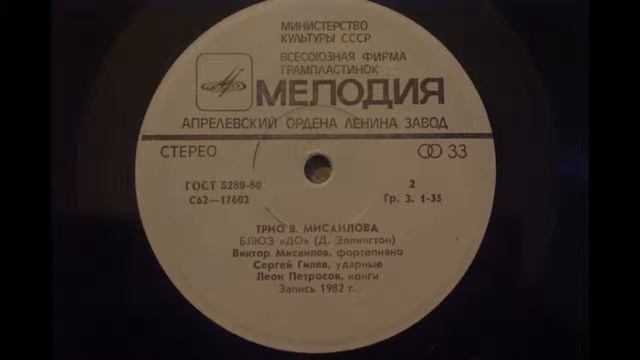 МИНИСТЕРСТВО
КУЛЬТУРЫ СССР
ВСЕСОЮЗНАЯ ФИРМА
ГРАМПЛАСТИНОК
МЕЛОДИЯ
АПРЕЛЕВСКИЙ ОРДЕНА ЛЕНИНА ЗАВОД
СТЕРЕО 33
ГОСТ 5289-80 2
С62—17602 Гр. 3. 1-35
ТРИО В. МИСАИЛОВА
БЛЮЗ «ДО» (Д. Эллингтон)
Виктор Мисаилов, фортепиано
Сергей Гилев, ударные
Леон Петросов, конги
Запись 1982 г.